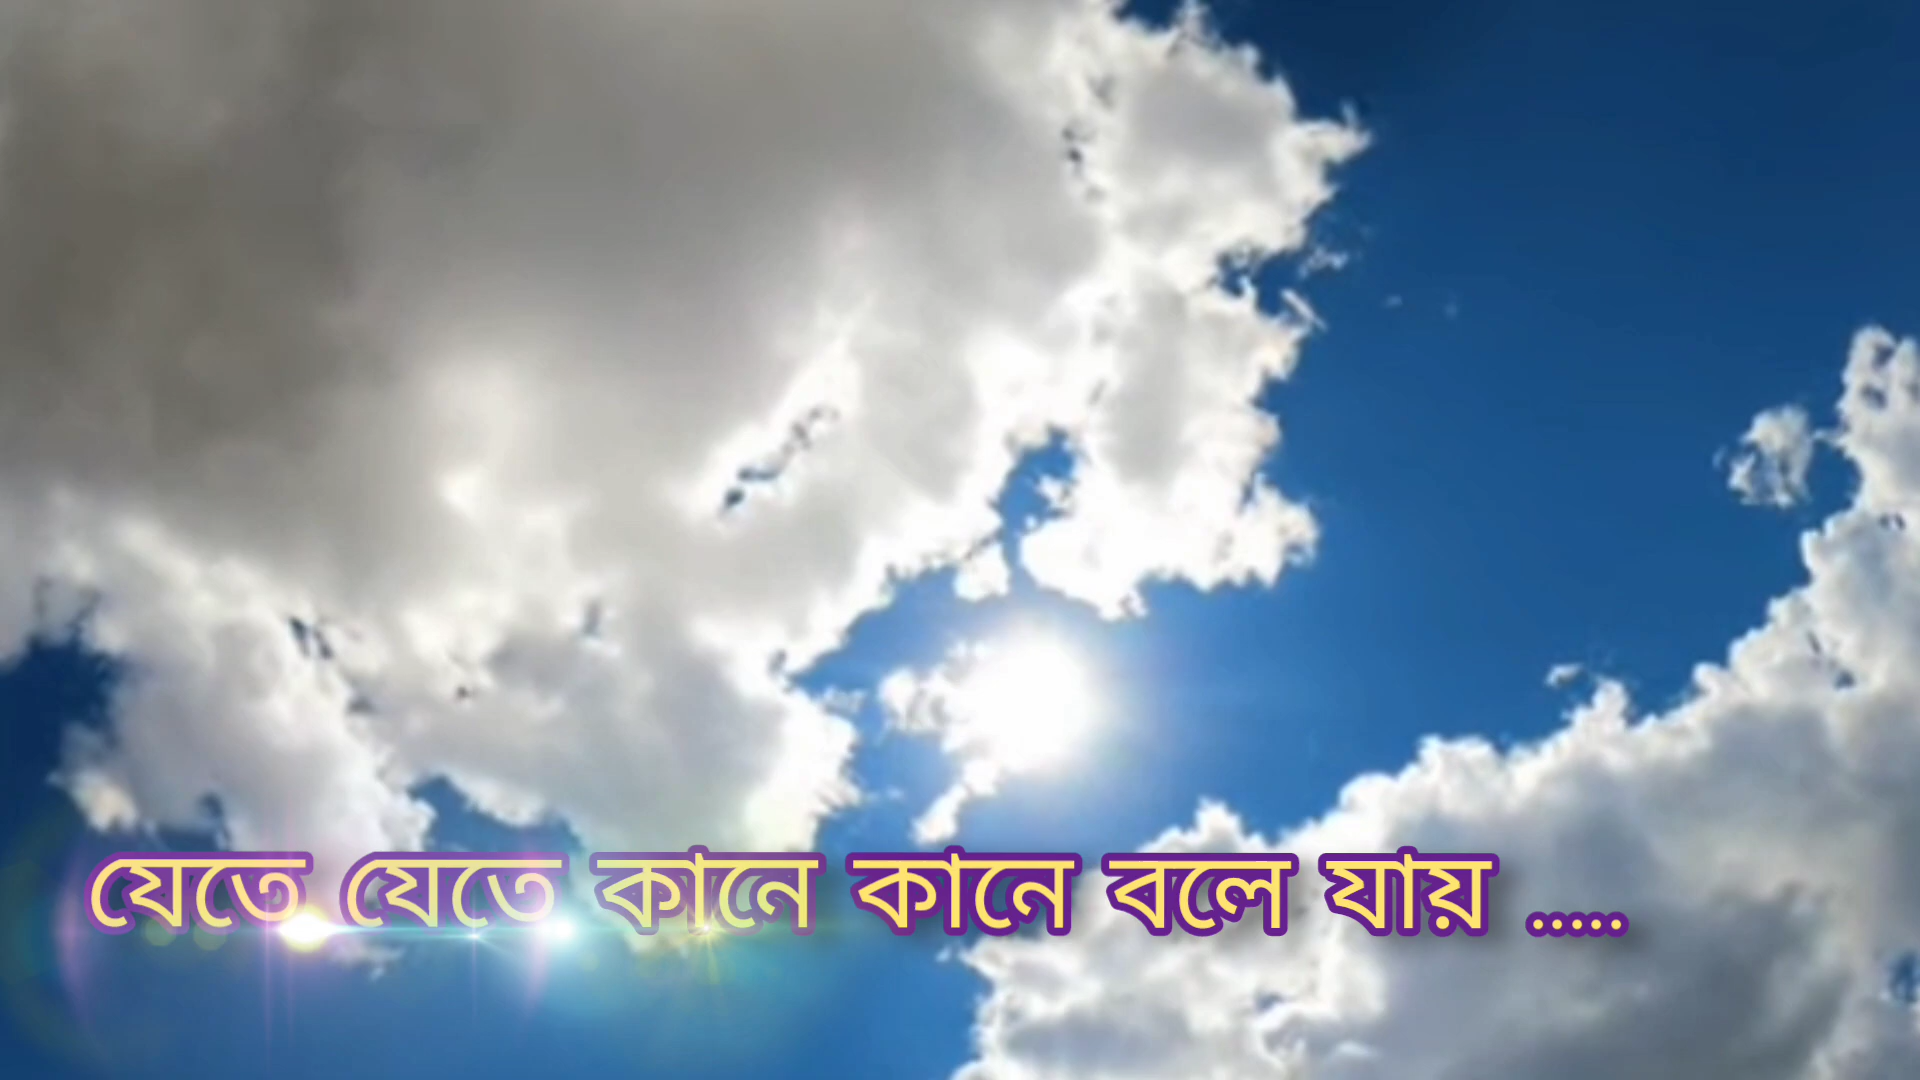 যেতে যেতে কানে কানে বলে যায় .....